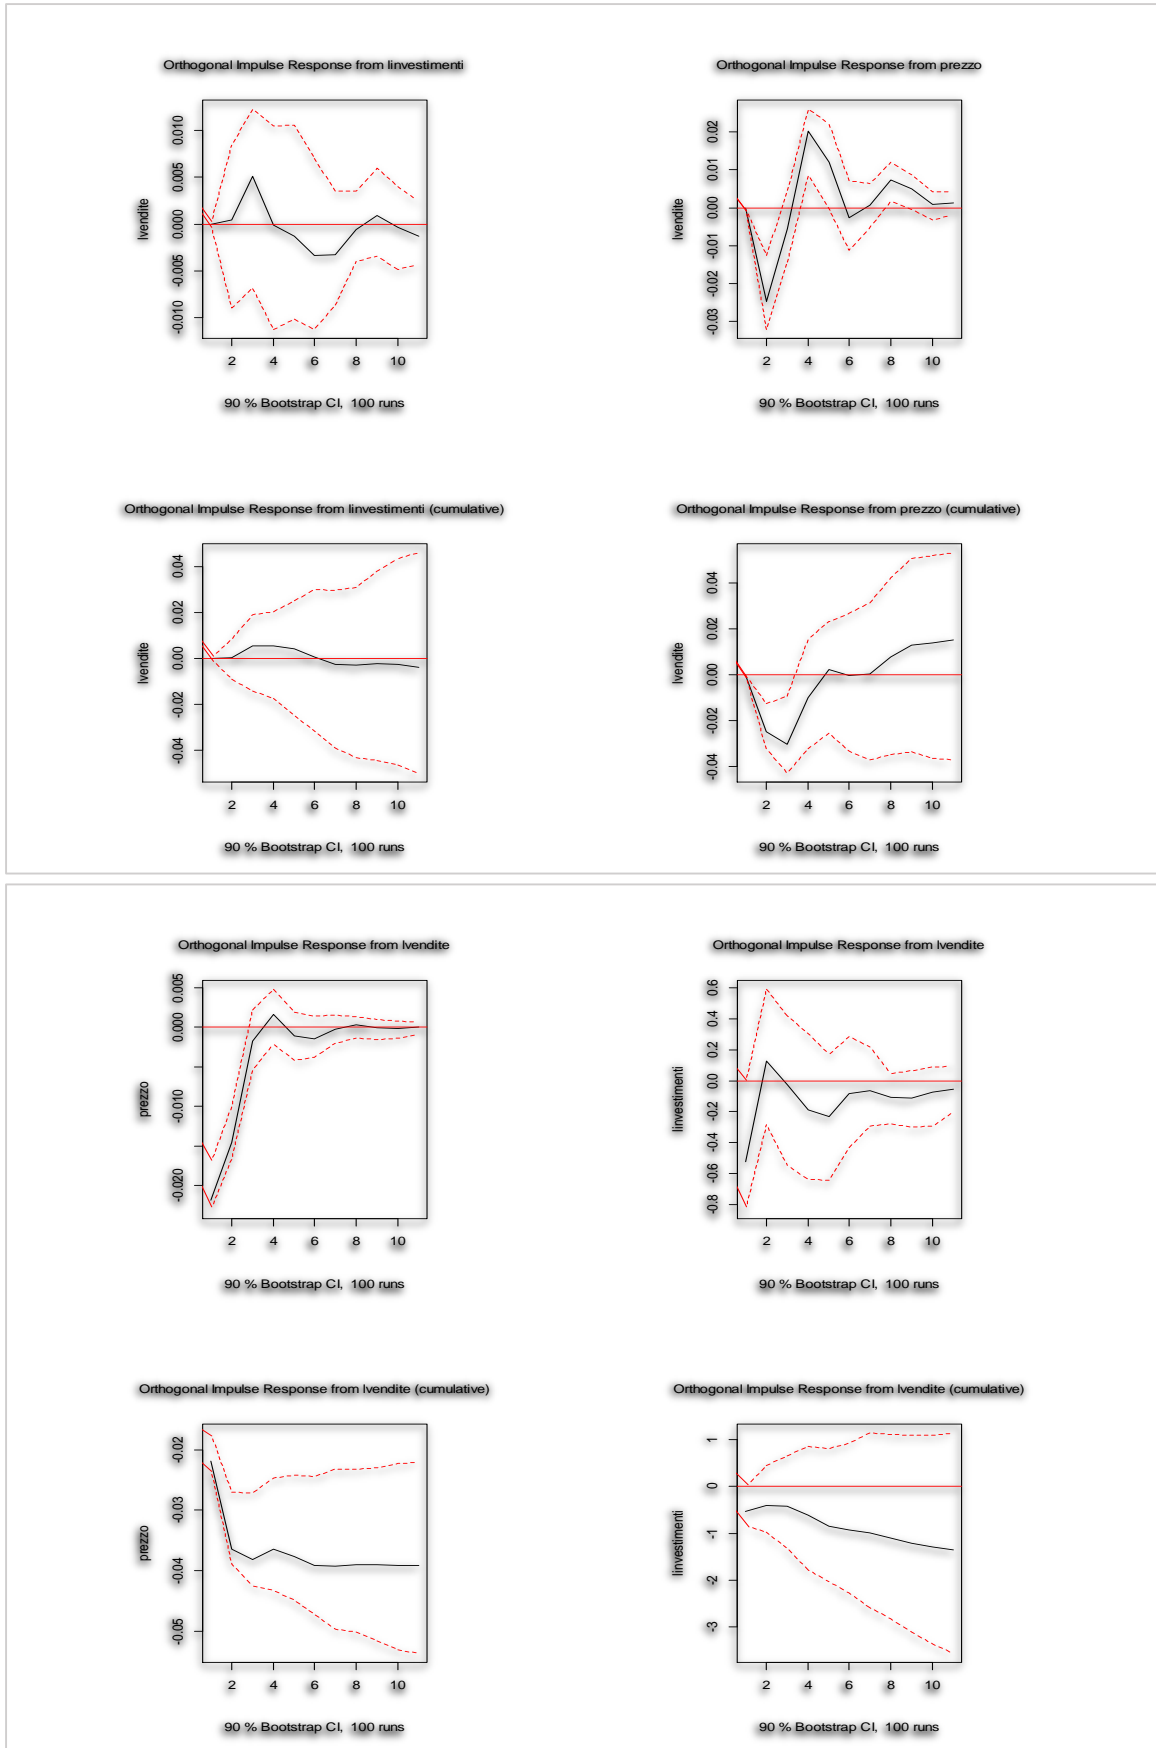 Orthogonal Impulse Response from linvestimenti
lvendite
0.010
0.005
0.000
-0.005
-0.010
2 4 6 8 10
90 % Bootstrap CI, 100 runs
Orthogonal Impulse Response from prezzo
lvendite
0.02
0.01
0.00
-0.01
-0.02
-0.03
2 4 6 8 10
90 % Bootstrap CI, 100 runs
Orthogonal Impulse Response from linvestimenti (cumulative)
lvendite
0.04
0.02
0.00
-0.02
-0.04
2 4 6 8 10
90 % Bootstrap CI, 100 runs
Orthogonal Impulse Response from prezzo (cumulative)
lvendite
0.04
0.02
0.00
-0.02
-0.04
2 4 6 8 10
90 % Bootstrap CI, 100 runs
Orthogonal Impulse Response from lvendite
prezzo
0.005
0.000
-0.010
-0.020
2 4 6 8 10
90 % Bootstrap CI, 100 runs
Orthogonal Impulse Response from lvendite
linvestimenti
0.6
0.4
0.2
0.0
-0.2
-0.4
-0.6
-0.8
2 4 6 8 10
90 % Bootstrap CI, 100 runs
Orthogonal Impulse Response from lvendite (cumulative)
prezzo
-0.02
-0.03
-0.04
-0.05
2 4 6 8 10
90 % Bootstrap CI, 100 runs
Orthogonal Impulse Response from lvendite (cumulative)
linvestimenti
1
0
-1
-2
-3
2 4 6 8 10
90 % Bootstrap CI, 100 runs